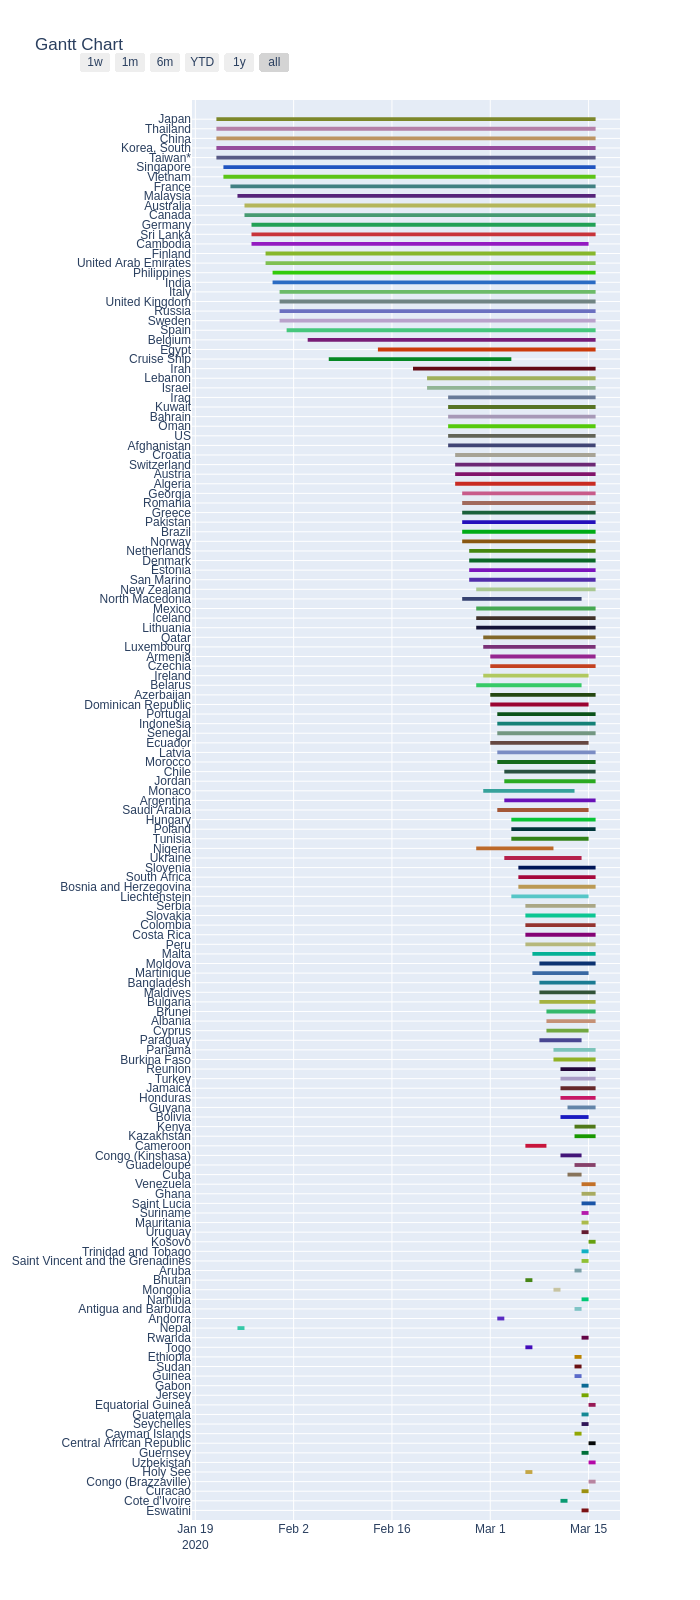 Gantt Chart
1w 1m 6m YTD 1y all
Japan
Thailand
China
Korea, South
Taiwan*
Singapore
Vietnam
France
Malaysia
Australia
Canada
Germany
Sri Lanka
Cambodia
Finland
United Arab Emirates
Philippines
India
Italy
United Kingdom
Russia
Sweden
Spain
Belgium
Egypt
Cruise Ship
Iran
Lebanon
Israel
Iraq
Kuwait
Bahrain
Oman
US
Afghanistan
Croatia
Switzerland
Austria
Algeria
Georgia
Romania
Greece
Pakistan
Brazil
Norway
Netherlands
Denmark
Estonia
San Marino
New Zealand
North Macedonia
Mexico
Iceland
Lithuania
Qatar
Luxembourg
Armenia
Czechia
Ireland
Belarus
Azerbaijan
Dominican Republic
Portugal
Indonesia
Senegal
Ecuador
Latvia
Morocco
Chile
Jordan
Monaco
Argentina
Saudi Arabia
Hungary
Poland
Tunisia
Nigeria
Ukraine
Slovenia
South Africa
Bosnia and Herzegovina
Liechtenstein
Serbia
Slovakia
Colombia
Costa Rica
Peru
Malta
Moldova
Martinique
Bangladesh
Maldives
Bulgaria
Brunei
Albania
Cyprus
Paraguay
Panama
Burkina Faso
Reunion
Turkey
Jamaica
Honduras
Guyana
Bolivia
Kenya
Kazakhstan
Cameroon
Congo (Kinshasa)
Guadeloupe
Cuba
Venezuela
Ghana
Saint Lucia
Suriname
Mauritania
Uruguay
Kosovo
Trinidad and Tobago
Saint Vincent and the Grenadines
Aruba
Bhutan
Mongolia
Namibia
Antigua and Barbuda
Andorra
Nepal
Rwanda
Togo
Ethiopia
Sudan
Guinea
Gabon
Jersey
Equatorial Guinea
Guatemala
Seychelles
Cayman Islands
Central African Republic
Guernsey
Uzbekistan
Holy See
Congo (Brazzaville)
Curacao
Cote d'Ivoire
Eswatini
Jan 19 Feb 2 Feb 16 Mar 1 Mar 15
2020